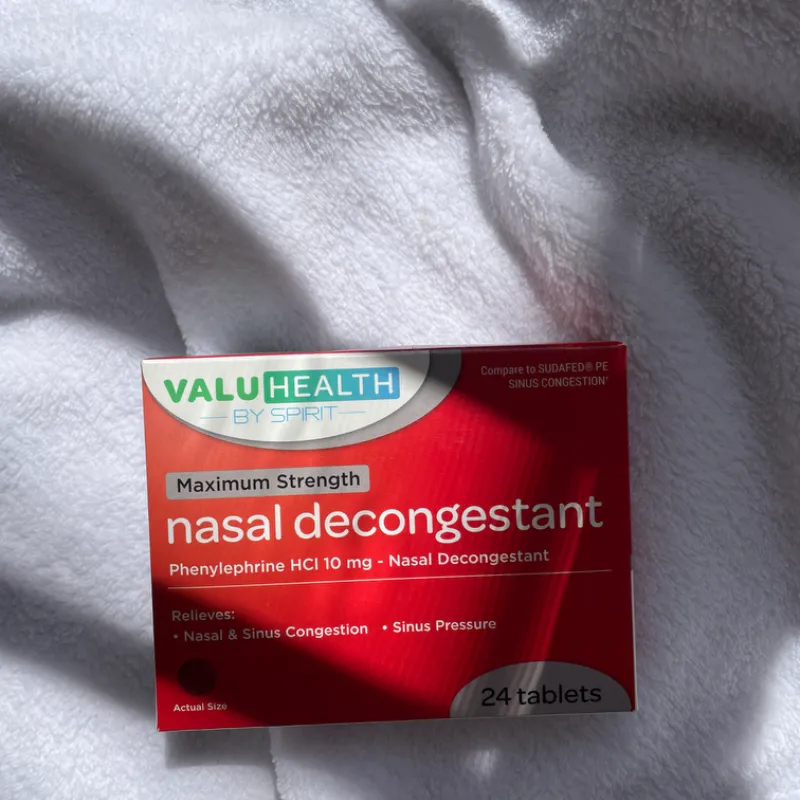 VALUHEALTH
BY SPIRIT
Compare to SUDAFED® PE
SINUS CONGESTION*
Maximum Strength
nasal decongestant
Phenylephrine HCl 10 mg - Nasal Decongestant
Relieves:
• Nasal & Sinus Congestion • Sinus Pressure
Actual Size
24 tablets